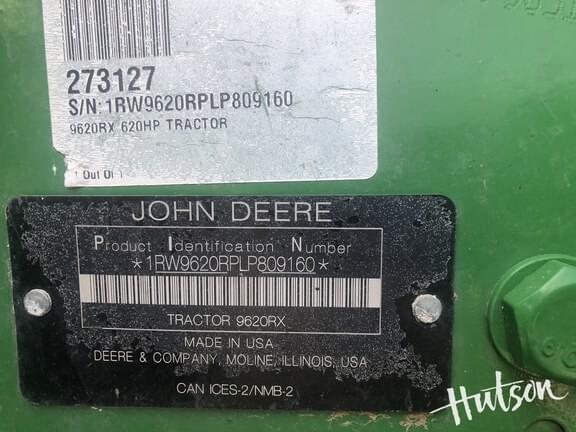 273127
S/N: 1RW9620RPLP809160
9620RX 620HP TRACTOR
1 Out Of 1
JOHN DEERE
Product Identification Number
*1RW9620RPLP809160*
TRACTOR 9620RX
MADE IN USA
DEERE & COMPANY, MOLINE, ILLINOIS, USA
CAN ICES-2/NMB-2
Hutson